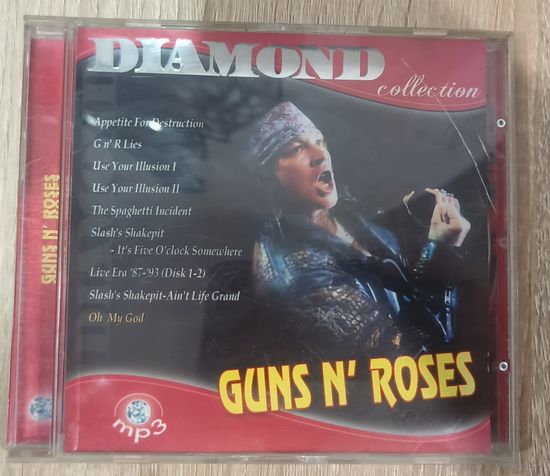 DIAMOND
collection
Appetite For Destruction
G n' R Lies
Use Your Illusion I
Use Your Illusion II
The Spaghetti Incident
Slash's Shakepit
- It's Five O'clock Somewhere
Live Era '87-'93 (Disk 1-2)
Slash's Shakepit-Ain't Life Grand
Oh My God
GUNS N' ROSES
mp3
GUNS N' ROSES